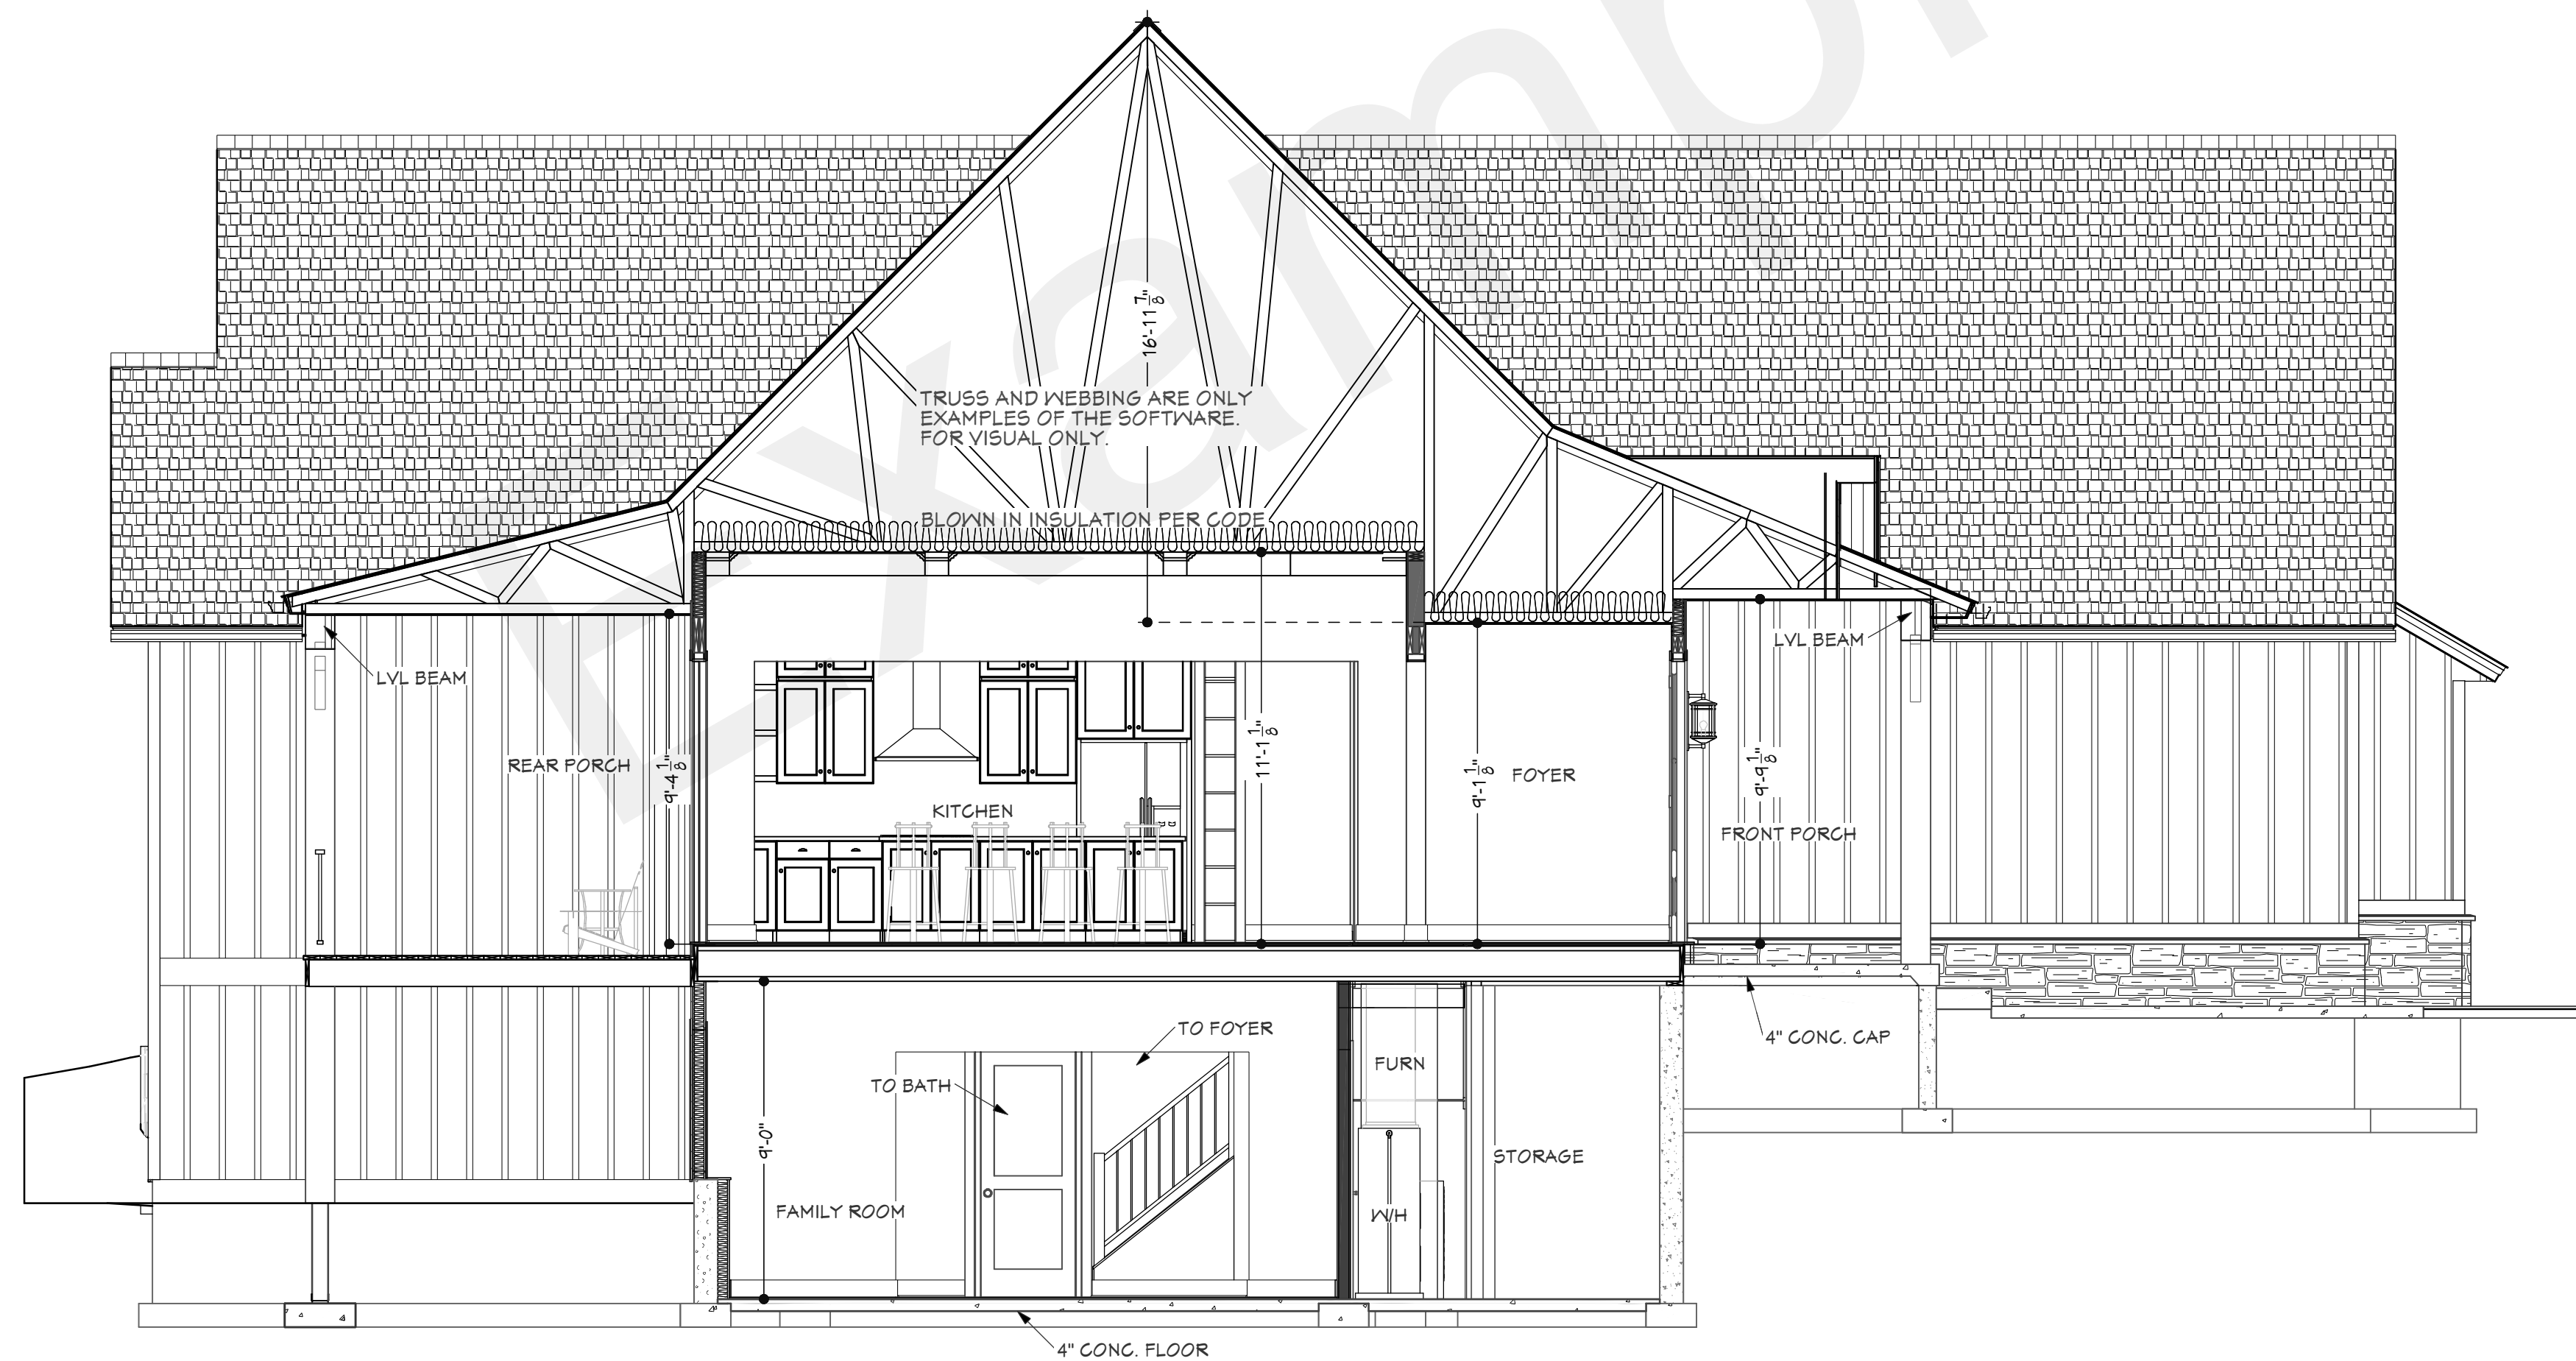 Exampl
16'-11 7/8"
TRUSS AND WEBBING ARE ONLY
EXAMPLES OF THE SOFTWARE.
FOR VISUAL ONLY.
BLOWN IN INSULATION PER CODE
LVL BEAM
LVL BEAM
REAR PORCH
9'-4 1/8"
KITCHEN
11'-1 1/8"
9'-1 1/8"
FOYER
9'-9 1/8"
FRONT PORCH
TO FOYER
4" CONC. CAP
FURN
TO BATH
9'-0"
STORAGE
FAMILY ROOM
W/H
4" CONC. FLOOR